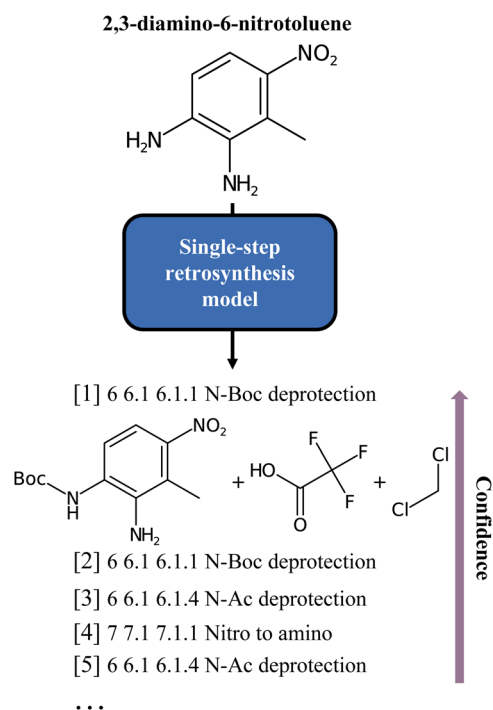 2,3-diamino-6-nitrotoluene
NO2
H2N
NH2
Single-step
retrosynthesis
model
[1] 6 6.1 6.1.1 N-Boc deprotection
NO2
Boc
N
H
NH2
+
HO
O
F
F
F
+
Cl
Cl
[2] 6 6.1 6.1.1 N-Boc deprotection
[3] 6 6.1 6.1.4 N-Ac deprotection
[4] 7 7.1 7.1.1 Nitro to amino
[5] 6 6.1 6.1.4 N-Ac deprotection
...
Confidence